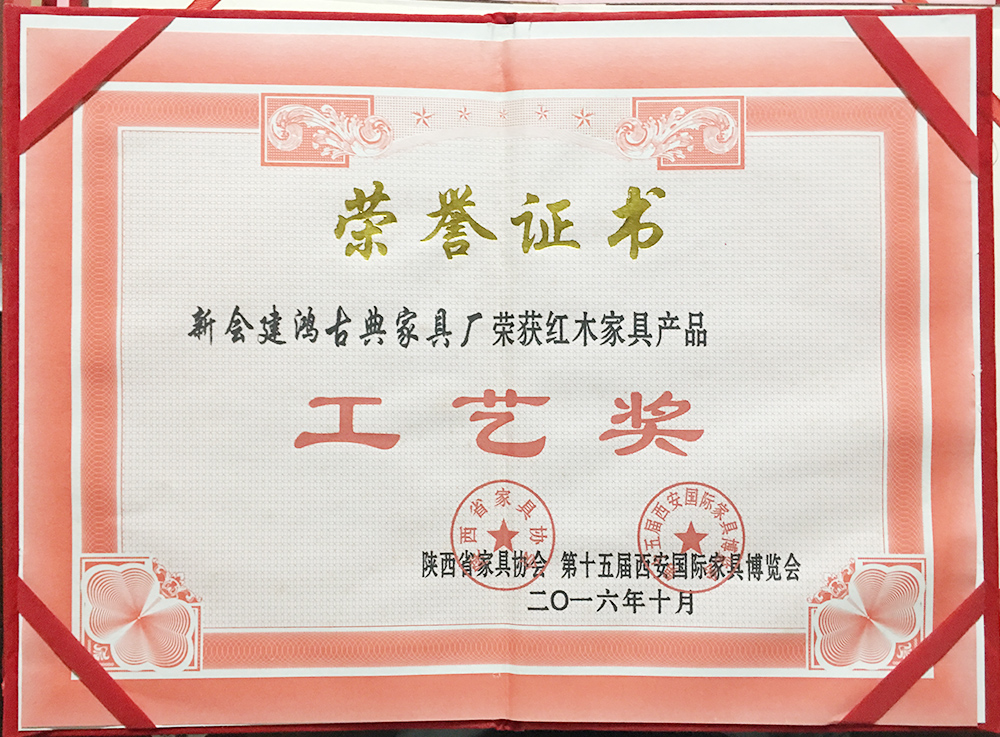 荣誉证书
新会建鸿古典家具厂荣获红木家具产品
工艺奖
陕西省家具协会 第十五届西安国际家具博览会
二〇一六年十月